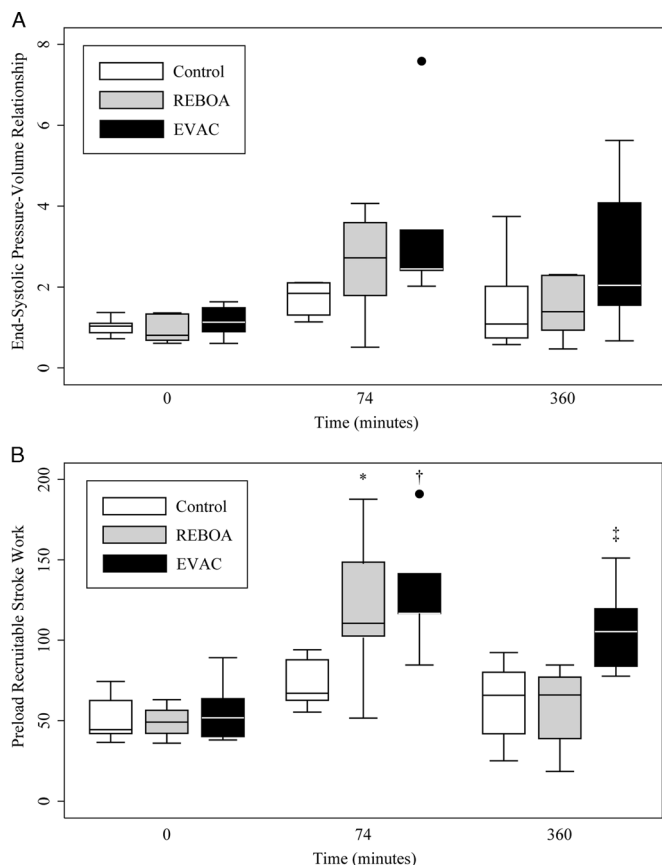 A
End-Systolic Pressure-Volume Relationship
8
6
4
2
0
Control
REBOA
EVAC
0 74 360
Time (minutes)
B
Preload Recruitable Stroke Work
200
150
100
50
0
Control
REBOA
EVAC
* † ‡
0 74 360
Time (minutes)